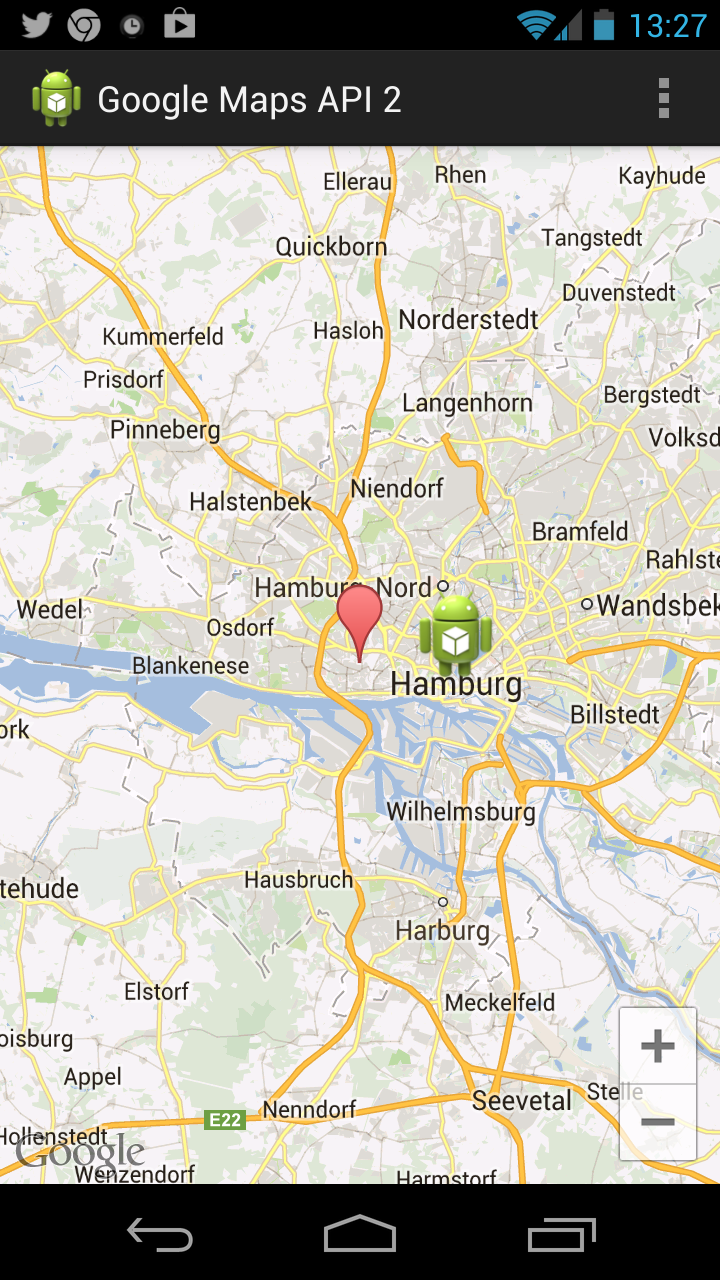 13:27
Google Maps API 2
Ellerau
Rhen
Kayhude
Quickborn
Tangstedt
Duvenstedt
Kummerfeld
Hasloh
Norderstedt
Prisdorf
Langenhorn
Bergstedt
Pinneberg
Volksd
Halstenbek
Niendorf
Bramfeld
Rahlste
Hamburg-Nord
Wedel
Wandsbek
Osdorf
Blankenese
Hamburg
ork
Billstedt
Wilhelmsburg
tehude
Hausbruch
Harburg
Elstorf
Meckelfeld
oisburg
+
Appel
Stelle
Seevetal
Nenndorf
E22
−
Hollenstedt
Google
Wenzendorf
Harmstorf